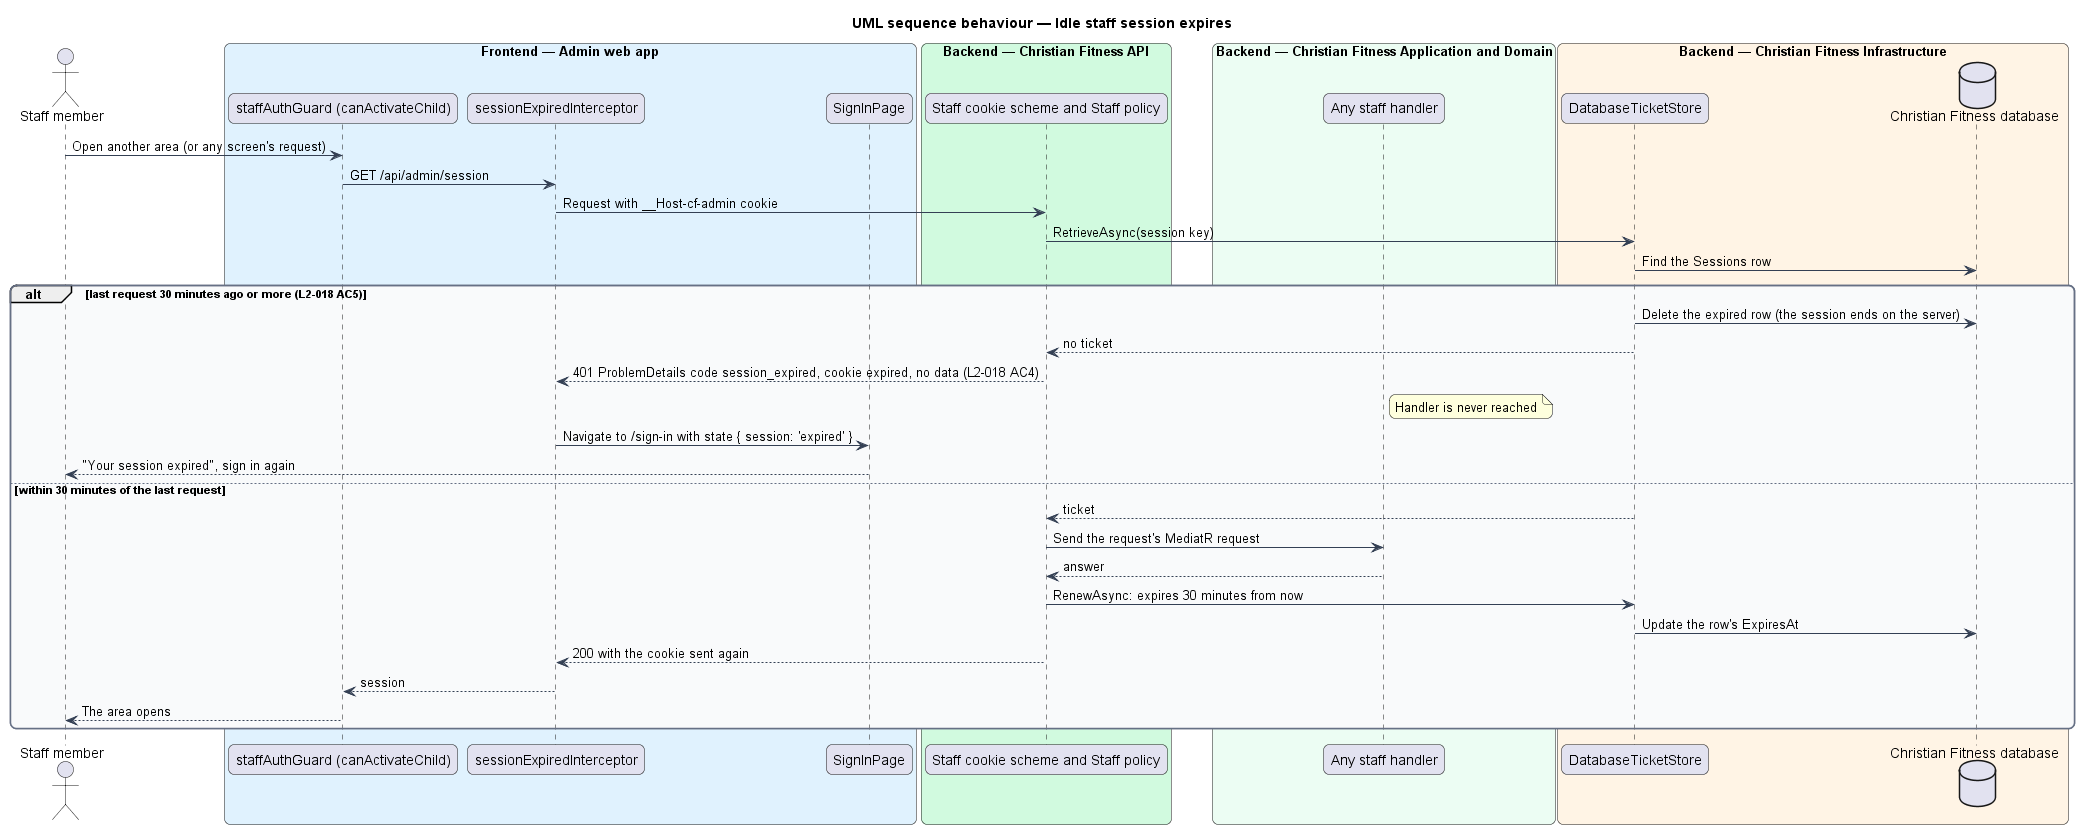 UML sequence behaviour — Idle staff session expires
Frontend — Admin web app
Backend — Christian Fitness API
Backend — Christian Fitness Application and Domain
Backend — Christian Fitness Infrastructure
Staff member
staffAuthGuard (canActivateChild)
sessionExpiredInterceptor
SignInPage
Staff cookie scheme and Staff policy
Any staff handler
DatabaseTicketStore
Christian Fitness database
Open another area (or any screen's request)
GET /api/admin/session
Request with __Host-cf-admin cookie
RetrieveAsync(session key)
Find the Sessions row
alt
[last request 30 minutes ago or more (L2-018 AC5)]
Delete the expired row (the session ends on the server)
no ticket
401 ProblemDetails code session_expired, cookie expired, no data (L2-018 AC4)
Handler is never reached
Navigate to /sign-in with state { session: 'expired' }
"Your session expired", sign in again
[within 30 minutes of the last request]
ticket
Send the request's MediatR request
answer
RenewAsync: expires 30 minutes from now
Update the row's ExpiresAt
200 with the cookie sent again
session
The area opens
Staff member
staffAuthGuard (canActivateChild)
sessionExpiredInterceptor
SignInPage
Staff cookie scheme and Staff policy
Any staff handler
DatabaseTicketStore
Christian Fitness database